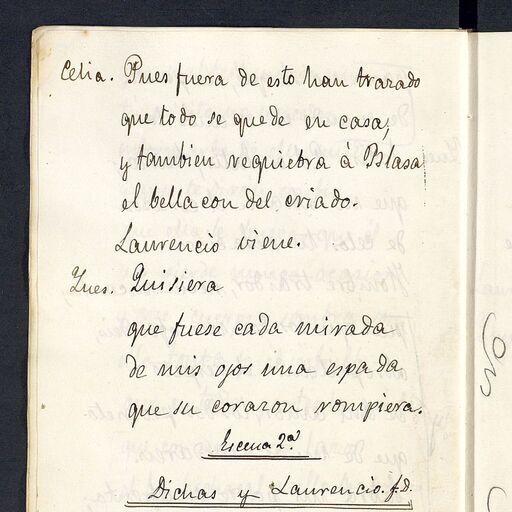 Celia. Pues fuera de esto han trazado
que todo se quede en casa;
y tambien requiebra à Blasa
el bellacon del criado.
Laurencio viene.
Ynes. Quisiera
que fuese cada mirada
de mis ojos una espada
que su corazon rompiera.
Escena 2ª
Dichas y Laurencio. f.D.